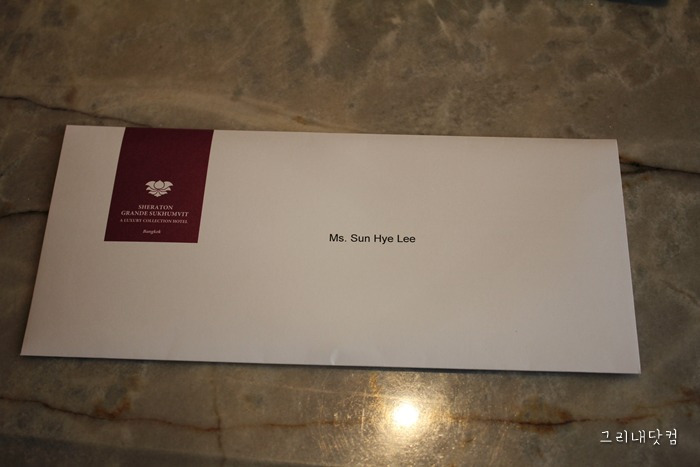 SHERATON
GRANDE SUKHUMVIT
A LUXURY COLLECTION HOTEL
Bangkok
Ms. Sun Hye Lee
그리내닷컴